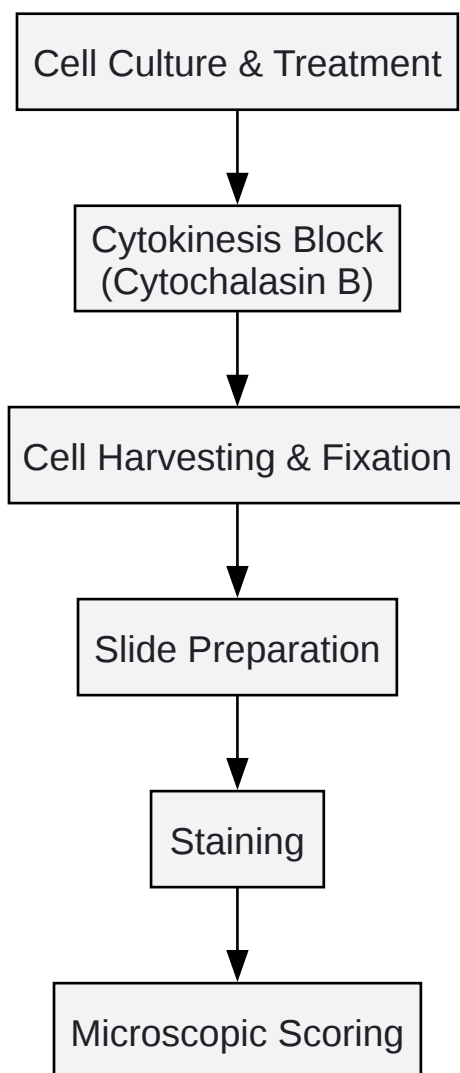 Cell Culture & Treatment
Cytokinesis Block
(Cytochalasin B)
Cell Harvesting & Fixation
Slide Preparation
Staining
Microscopic Scoring